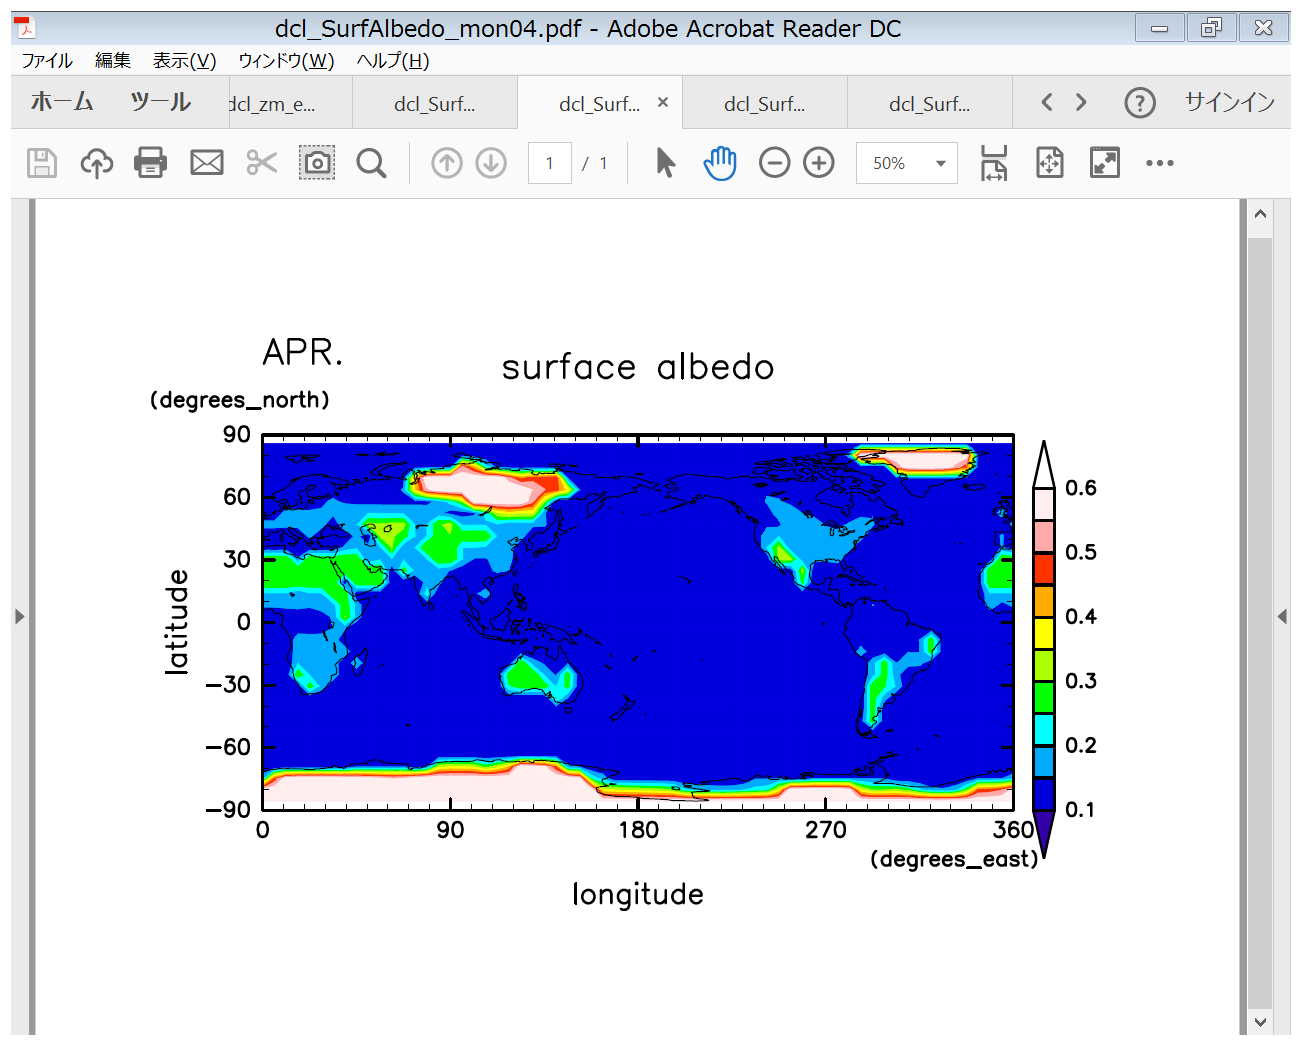 dcl_SurfAlbedo_mon04.pdf - Adobe Acrobat Reader DC
ファイル 編集 表示(V) ウィンドウ(W) ヘルプ(H)
ホーム ツール dcl_zm_e... dcl_Surf... dcl_Surf... × dcl_Surf... dcl_Surf... ? サインイン
1 / 1 50%
APR.
surface albedo
(degrees_north)
90
60
30
0
−30
−60
−90
latitude
0 90 180 270 360
(degrees_east)
longitude
0.6
0.5
0.4
0.3
0.2
0.1